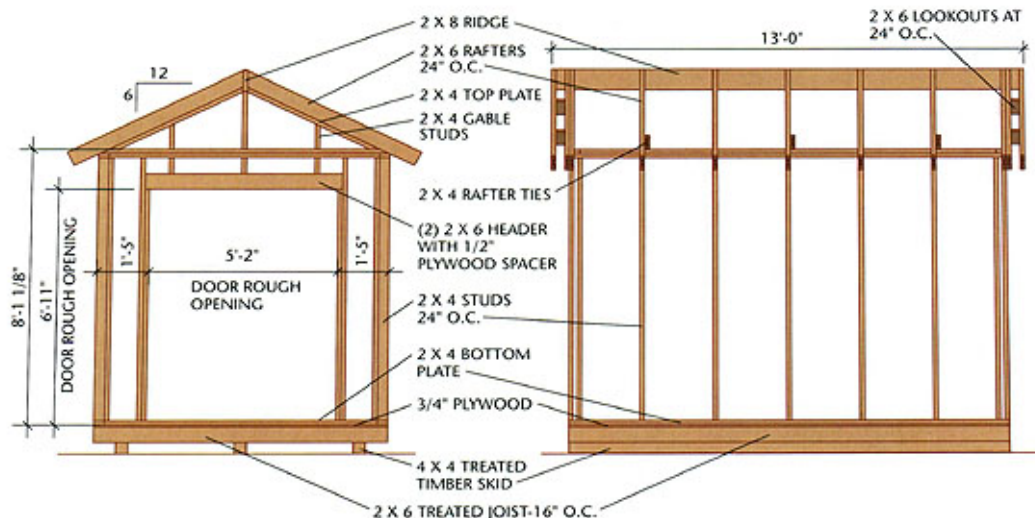 2 X 8 RIDGE
2 X 6 RAFTERS
24" O.C.
2 X 4 TOP PLATE
2 X 4 GABLE
STUDS
2 X 6 LOOKOUTS AT
24" O.C.
13'-0"
12
6
2 X 4 RAFTER TIES
(2) 2 X 6 HEADER
WITH 1/2"
PLYWOOD SPACER
8'-1 1/8"
6'-11"
DOOR ROUGH OPENING
1'-5"
5'-2"
1'-5"
DOOR ROUGH
OPENING
2 X 4 STUDS
24" O.C.
2 X 4 BOTTOM
PLATE
3/4" PLYWOOD
4 X 4 TREATED
TIMBER SKID
2 X 6 TREATED JOIST-16" O.C.